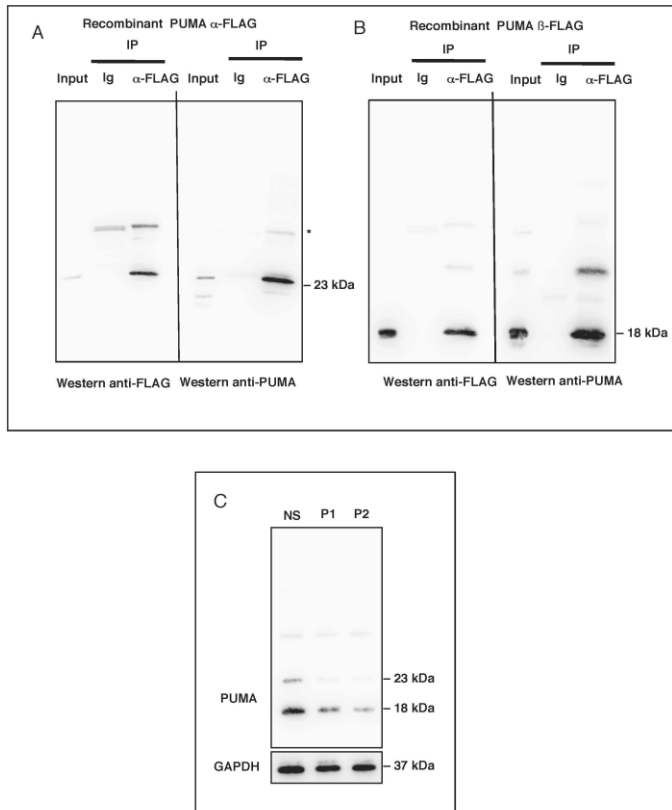 A
Recombinant PUMA α-FLAG
IP
Input Ig α-FLAG Input Ig α-FLAG
*
23 kDa
Western anti-FLAG Western anti-PUMA
B
Recombinant PUMA ß-FLAG
IP IP
Input Ig α-FLAG Input Ig α-FLAG
18 kDa
Western anti-FLAG Western anti-PUMA
C
NS P1 P2
23 kDa
PUMA
18 kDa
GAPDH
37 kDa